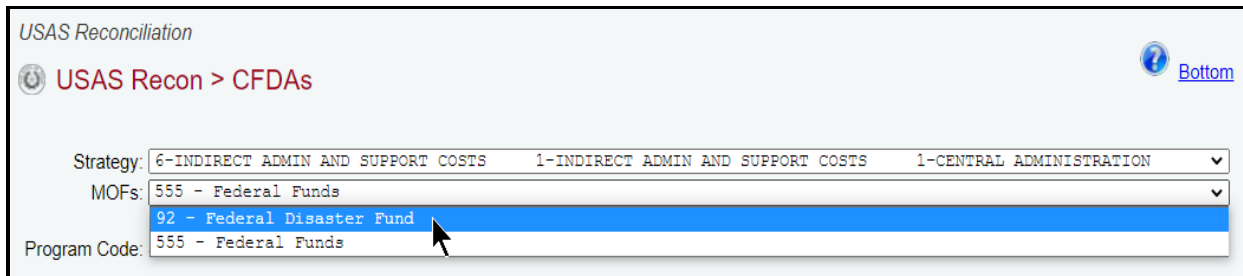 USAS Reconciliation
USAS Recon > CFDAs
? Bottom
Strategy: 6-INDIRECT ADMIN AND SUPPORT COSTS 1-INDIRECT ADMIN AND SUPPORT COSTS 1-CENTRAL ADMINISTRATION
MOFs: 555 - Federal Funds
92 - Federal Disaster Fund
Program Code: 555 - Federal Funds